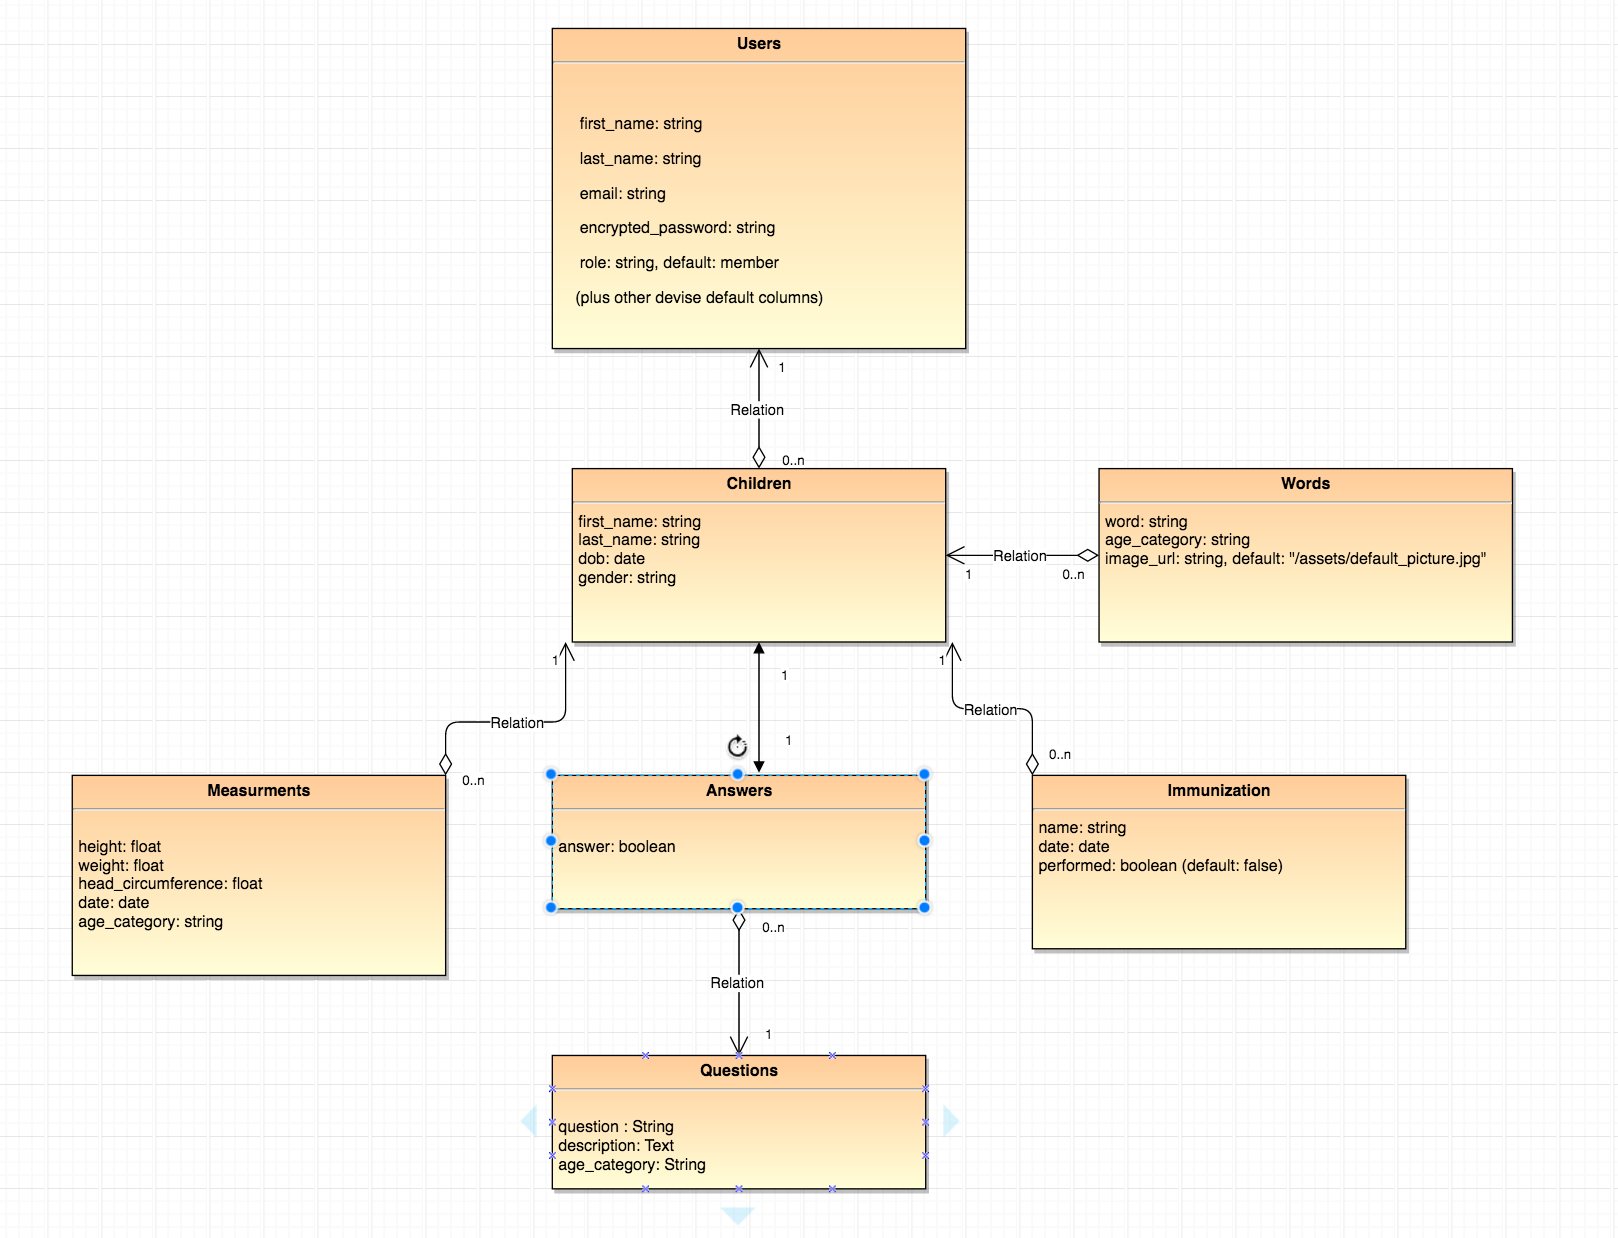 Users
first_name: string
last_name: string
email: string
encrypted_password: string
role: string, default: member
(plus other devise default columns)
1
Relation
0..n
Children
first_name: string
last_name: string
dob: date
gender: string
Relation
1
0..n
Words
word: string
age_category: string
image_url: string, default: "/assets/default_picture.jpg"
1
Relation
0..n
1
1
1
Relation
0..n
Measurments
height: float
weight: float
head_circumference: float
date: date
age_category: string
Answers
answer: boolean
Immunization
name: string
date: date
performed: boolean (default: false)
0..n
Relation
1
Questions
question : String
description: Text
age_category: String